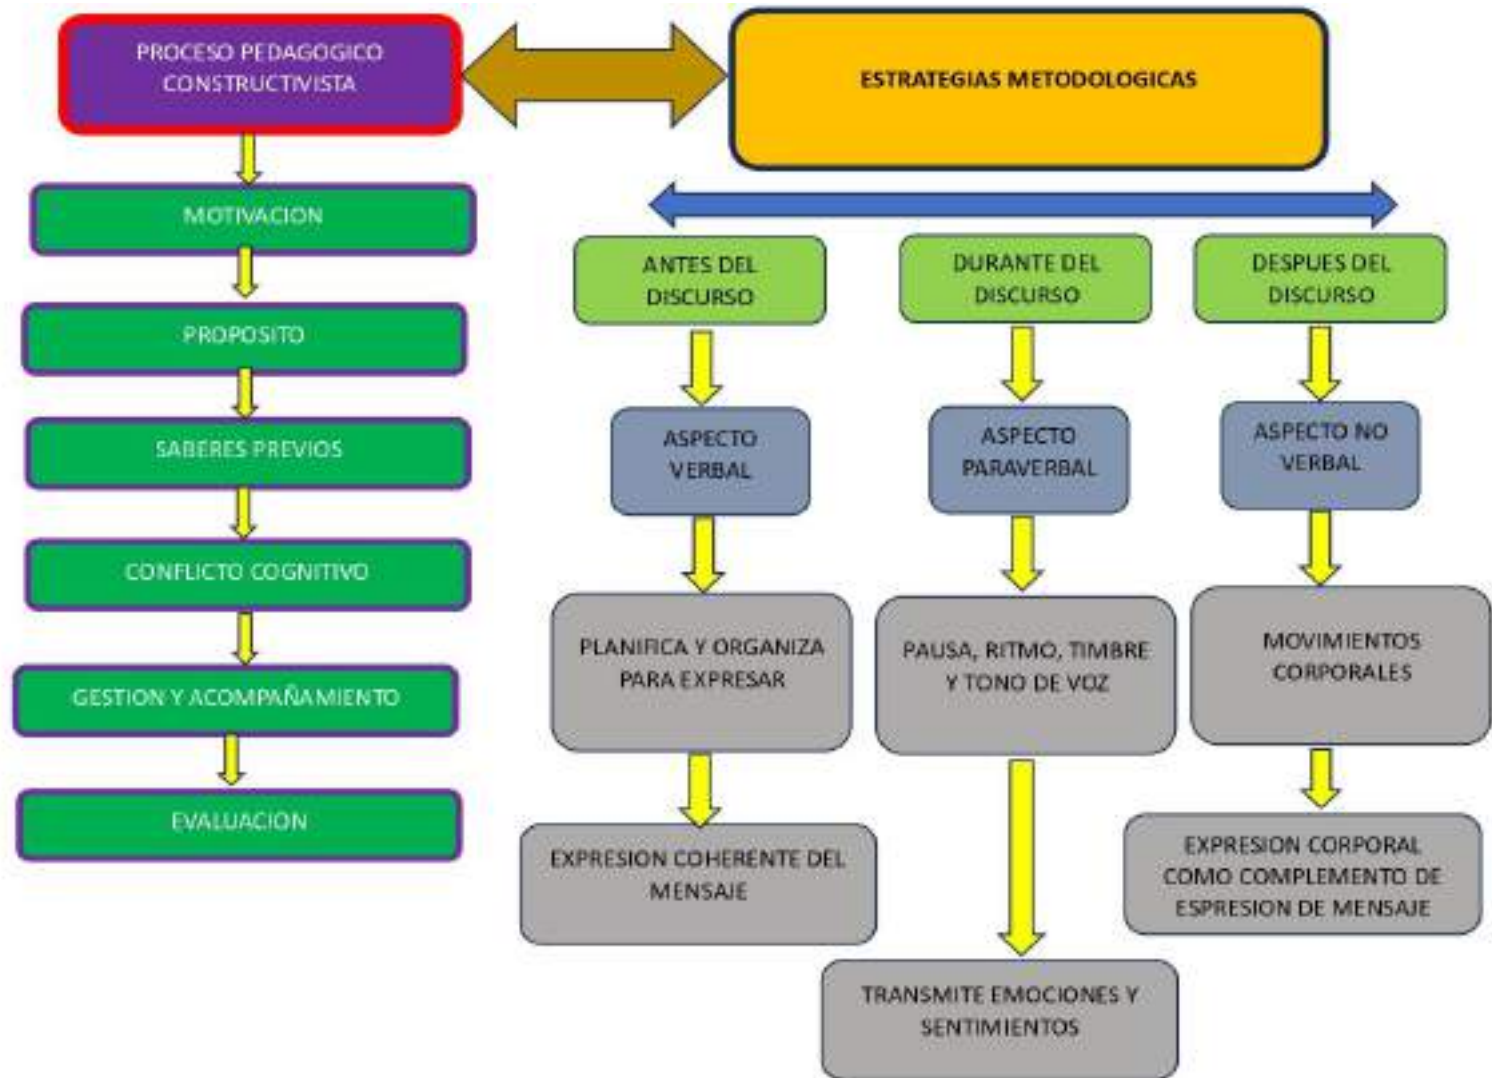 PROCESO PEDAGOGICO
CONSTRUCTIVISTA
MOTIVACION
PROPOSITO
SABERES PREVIOS
CONFLICTO COGNITIVO
GESTION Y ACOMPAÑAMIENTO
EVALUACION
ESTRATEGIAS METODOLOGICAS
ANTES DEL
DISCURSO
ASPECTO
VERBAL
PLANIFICA Y ORGANIZA
PARA EXPRESAR
EXPRESION COHERENTE DEL
MENSAJE
DURANTE DEL
DISCURSO
ASPECTO
PARAVERBAL
PAUSA, RITMO, TIMBRE
Y TONO DE VOZ
TRANSMITE EMOCIONES Y
SENTIMIENTOS
DESPUES DEL
DISCURSO
ASPECTO NO
VERBAL
MOVIMIENTOS
CORPORALES
EXPRESION CORPORAL
COMO COMPLEMENTO DE
ESPRESION DE MENSAJE